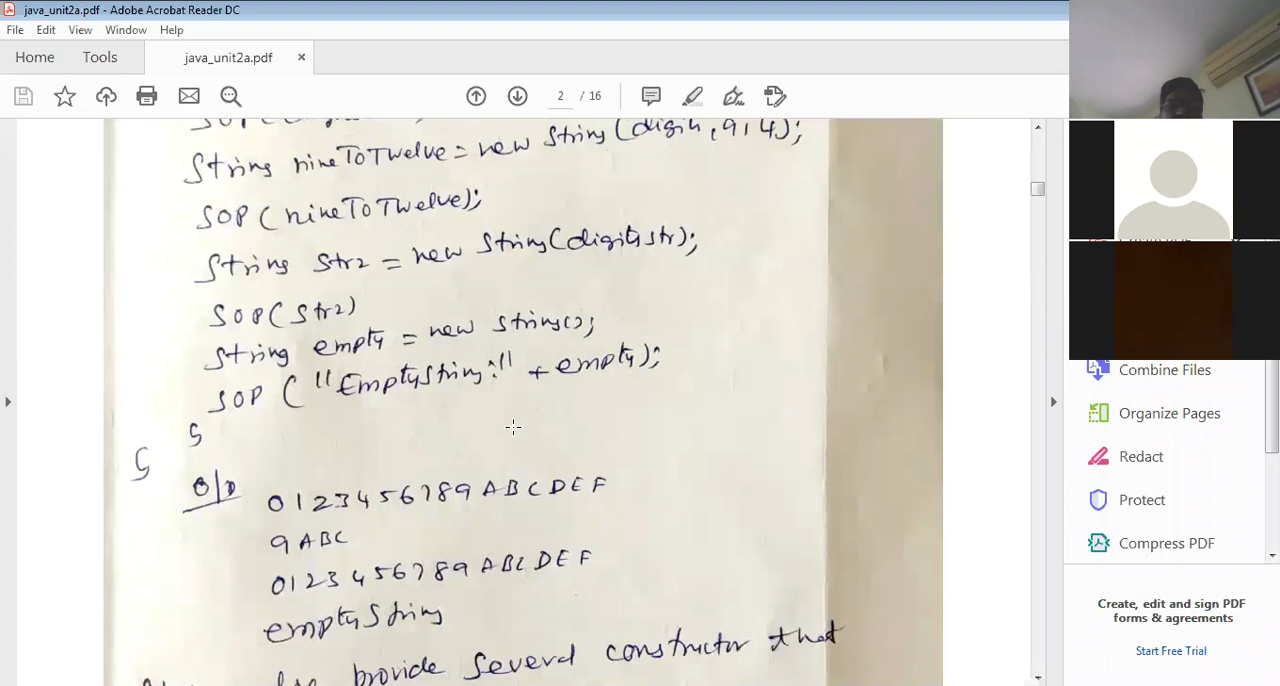 java_unit2a.pdf - Adobe Acrobat Reader DC
File Edit View Window Help
Home Tools java_unit2a.pdf ×
2 / 16
String nineToTwelve = new String (digits, 9, 4);
SOP (nineToTwelve);
String str2 = new String (digitsstr);
SOP (str2)
String empty = new String();
SOP ("EmptyString:" + empty);
O/P
0123456789ABCDEF
9ABC
0123456789ABCDEF
emptyString
provide several constructor that
Combine Files
Organize Pages
Redact
Protect
Compress PDF
Create, edit and sign PDF
forms & agreements
Start Free Trial